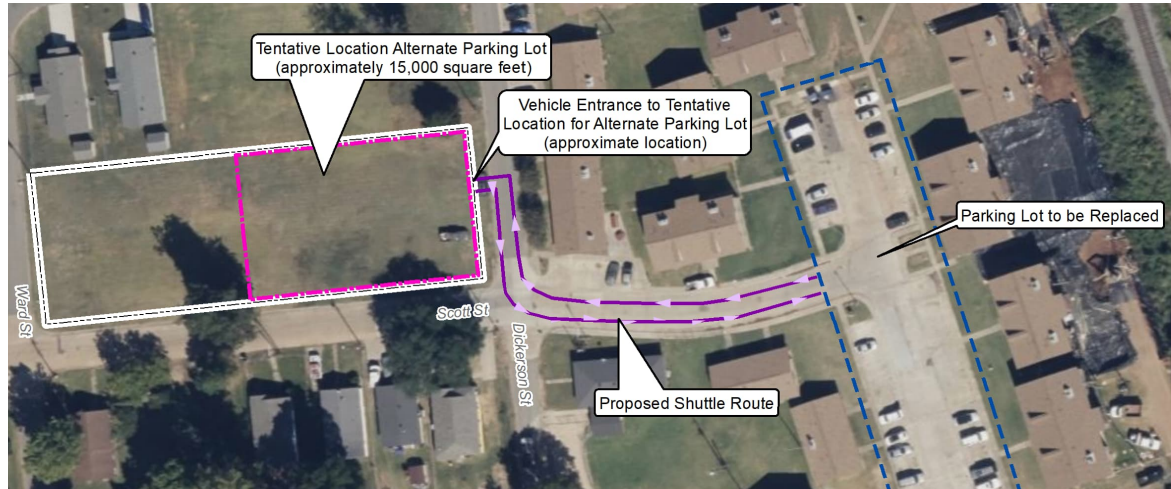 Tentative Location Alternate Parking Lot
(approximately 15,000 square feet)
Vehicle Entrance to Tentative
Location for Alternate Parking Lot
(approximate location)
Parking Lot to be Replaced
Ward St
Scott St
Dickerson St
Proposed Shuttle Route